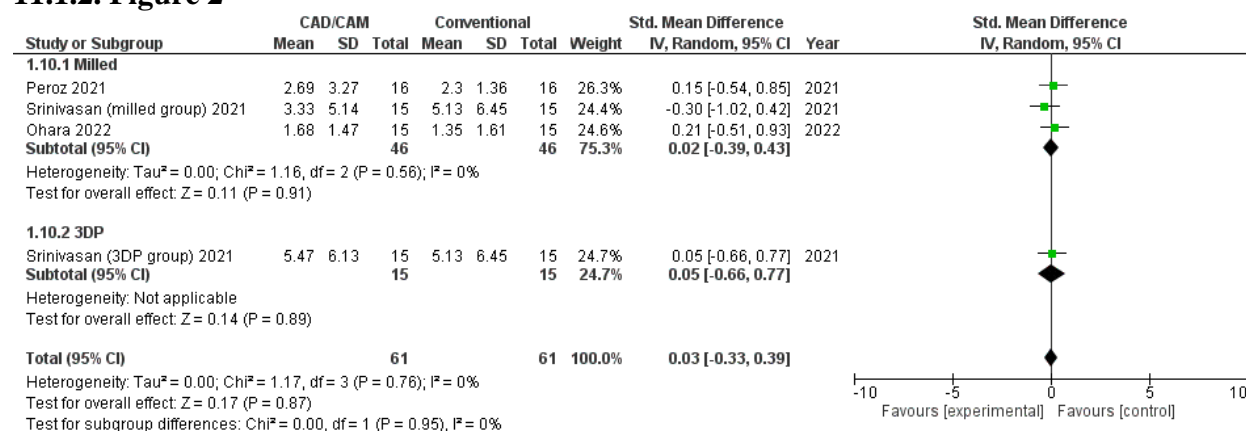 11.1.2. Figure 2
CAD/CAM Conventional Std. Mean Difference Std. Mean Difference
Study or Subgroup Mean SD Total Mean SD Total Weight IV, Random, 95% CI Year IV, Random, 95% CI
1.10.1 Milled
Peroz 2021 2.69 3.27 16 2.3 1.36 16 26.3% 0.15 [-0.54, 0.85] 2021
Srinivasan (milled group) 2021 3.33 5.14 15 5.13 6.45 15 24.4% -0.30 [-1.02, 0.42] 2021
Ohara 2022 1.68 1.47 15 1.35 1.61 15 24.6% 0.21 [-0.51, 0.93] 2022
Subtotal (95% CI) 46 46 75.3% 0.02 [-0.39, 0.43]
Heterogeneity: Tau² = 0.00; Chi² = 1.16, df = 2 (P = 0.56); I² = 0%
Test for overall effect: Z = 0.11 (P = 0.91)
1.10.2 3DP
Srinivasan (3DP group) 2021 5.47 6.13 15 5.13 6.45 15 24.7% 0.05 [-0.66, 0.77] 2021
Subtotal (95% CI) 15 15 24.7% 0.05 [-0.66, 0.77]
Heterogeneity: Not applicable
Test for overall effect: Z = 0.14 (P = 0.89)
Total (95% CI) 61 61 100.0% 0.03 [-0.33, 0.39]
Heterogeneity: Tau² = 0.00; Chi² = 1.17, df = 3 (P = 0.76); I² = 0%
Test for overall effect: Z = 0.17 (P = 0.87)
Test for subgroup differences: Chi² = 0.00, df = 1 (P = 0.95), I² = 0%
-10 -5 0 5 10
Favours [experimental] Favours [control]